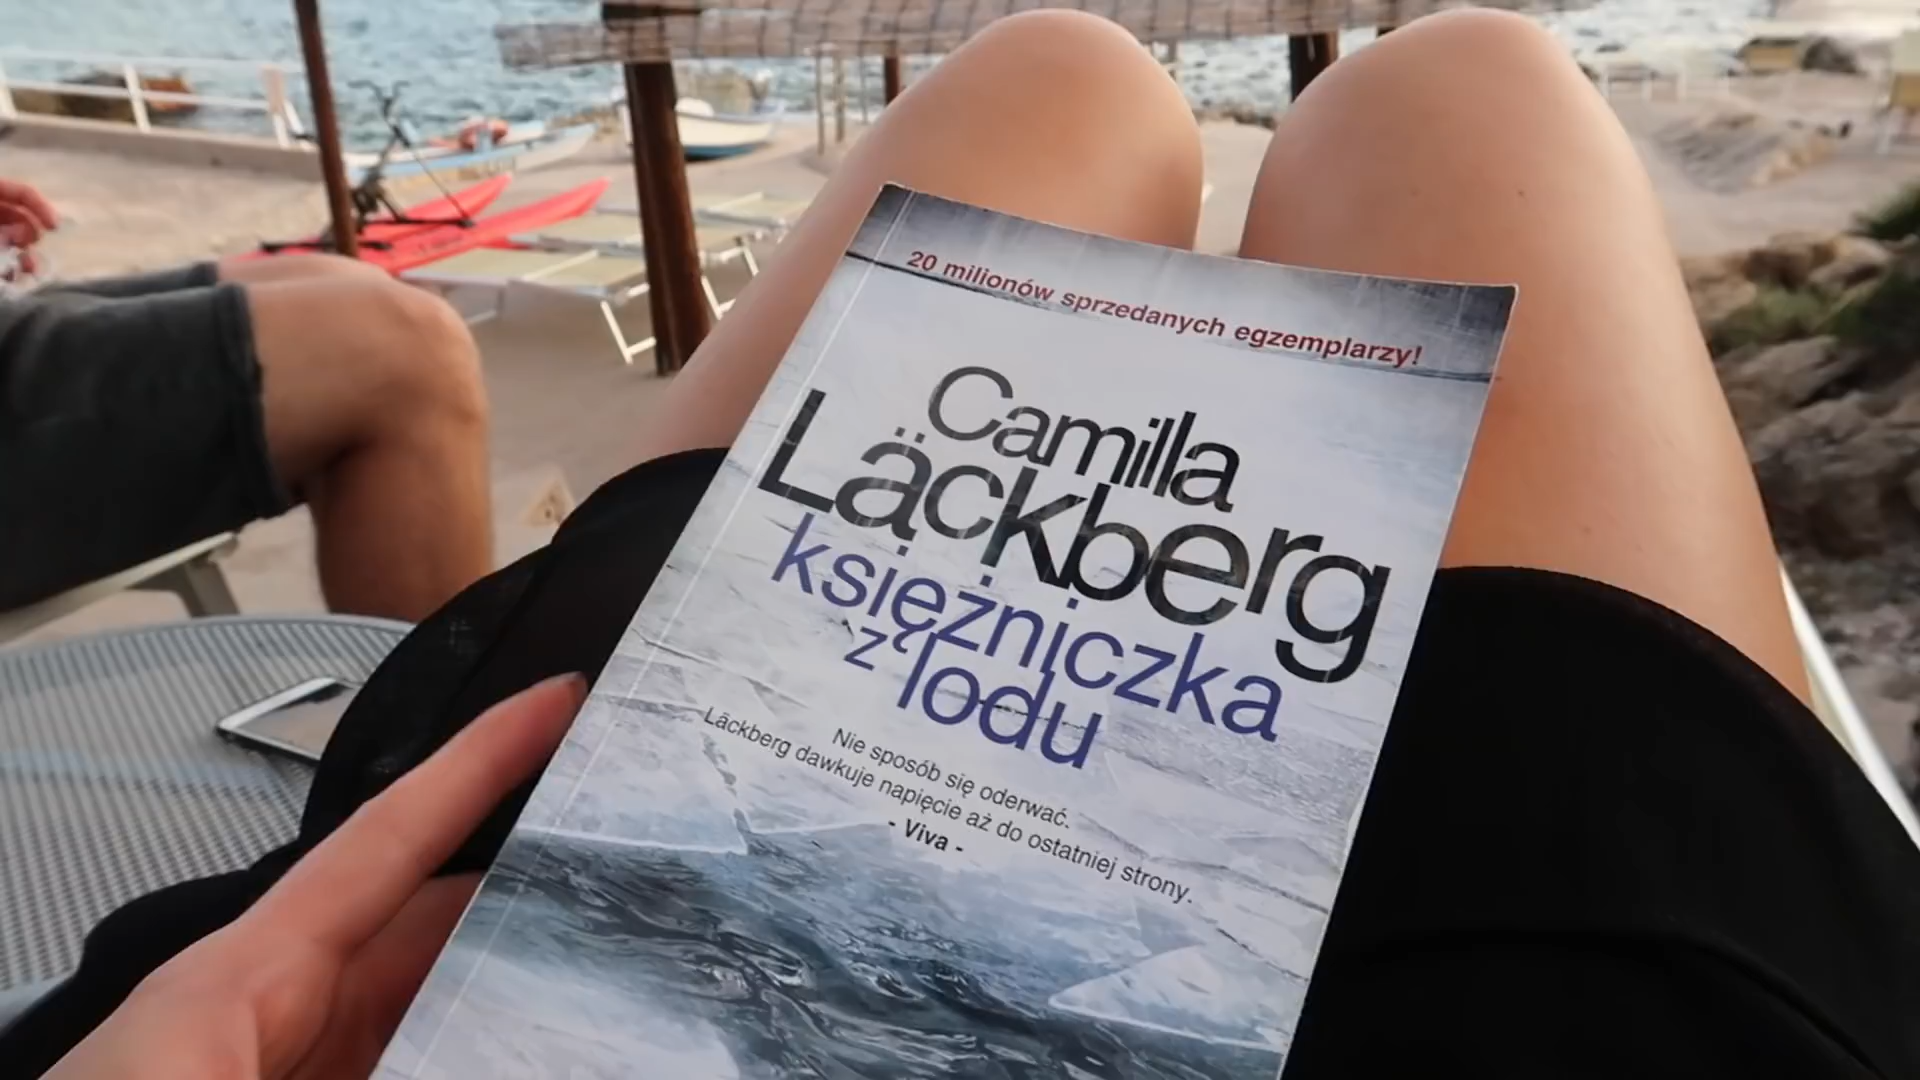 20 milionów sprzedanych egzemplarzy!
Camilla
Läckberg
księżniczka
z lodu
Nie sposób się oderwać.
Läckberg dawkuje napięcie aż do ostatniej strony.
- Viva -